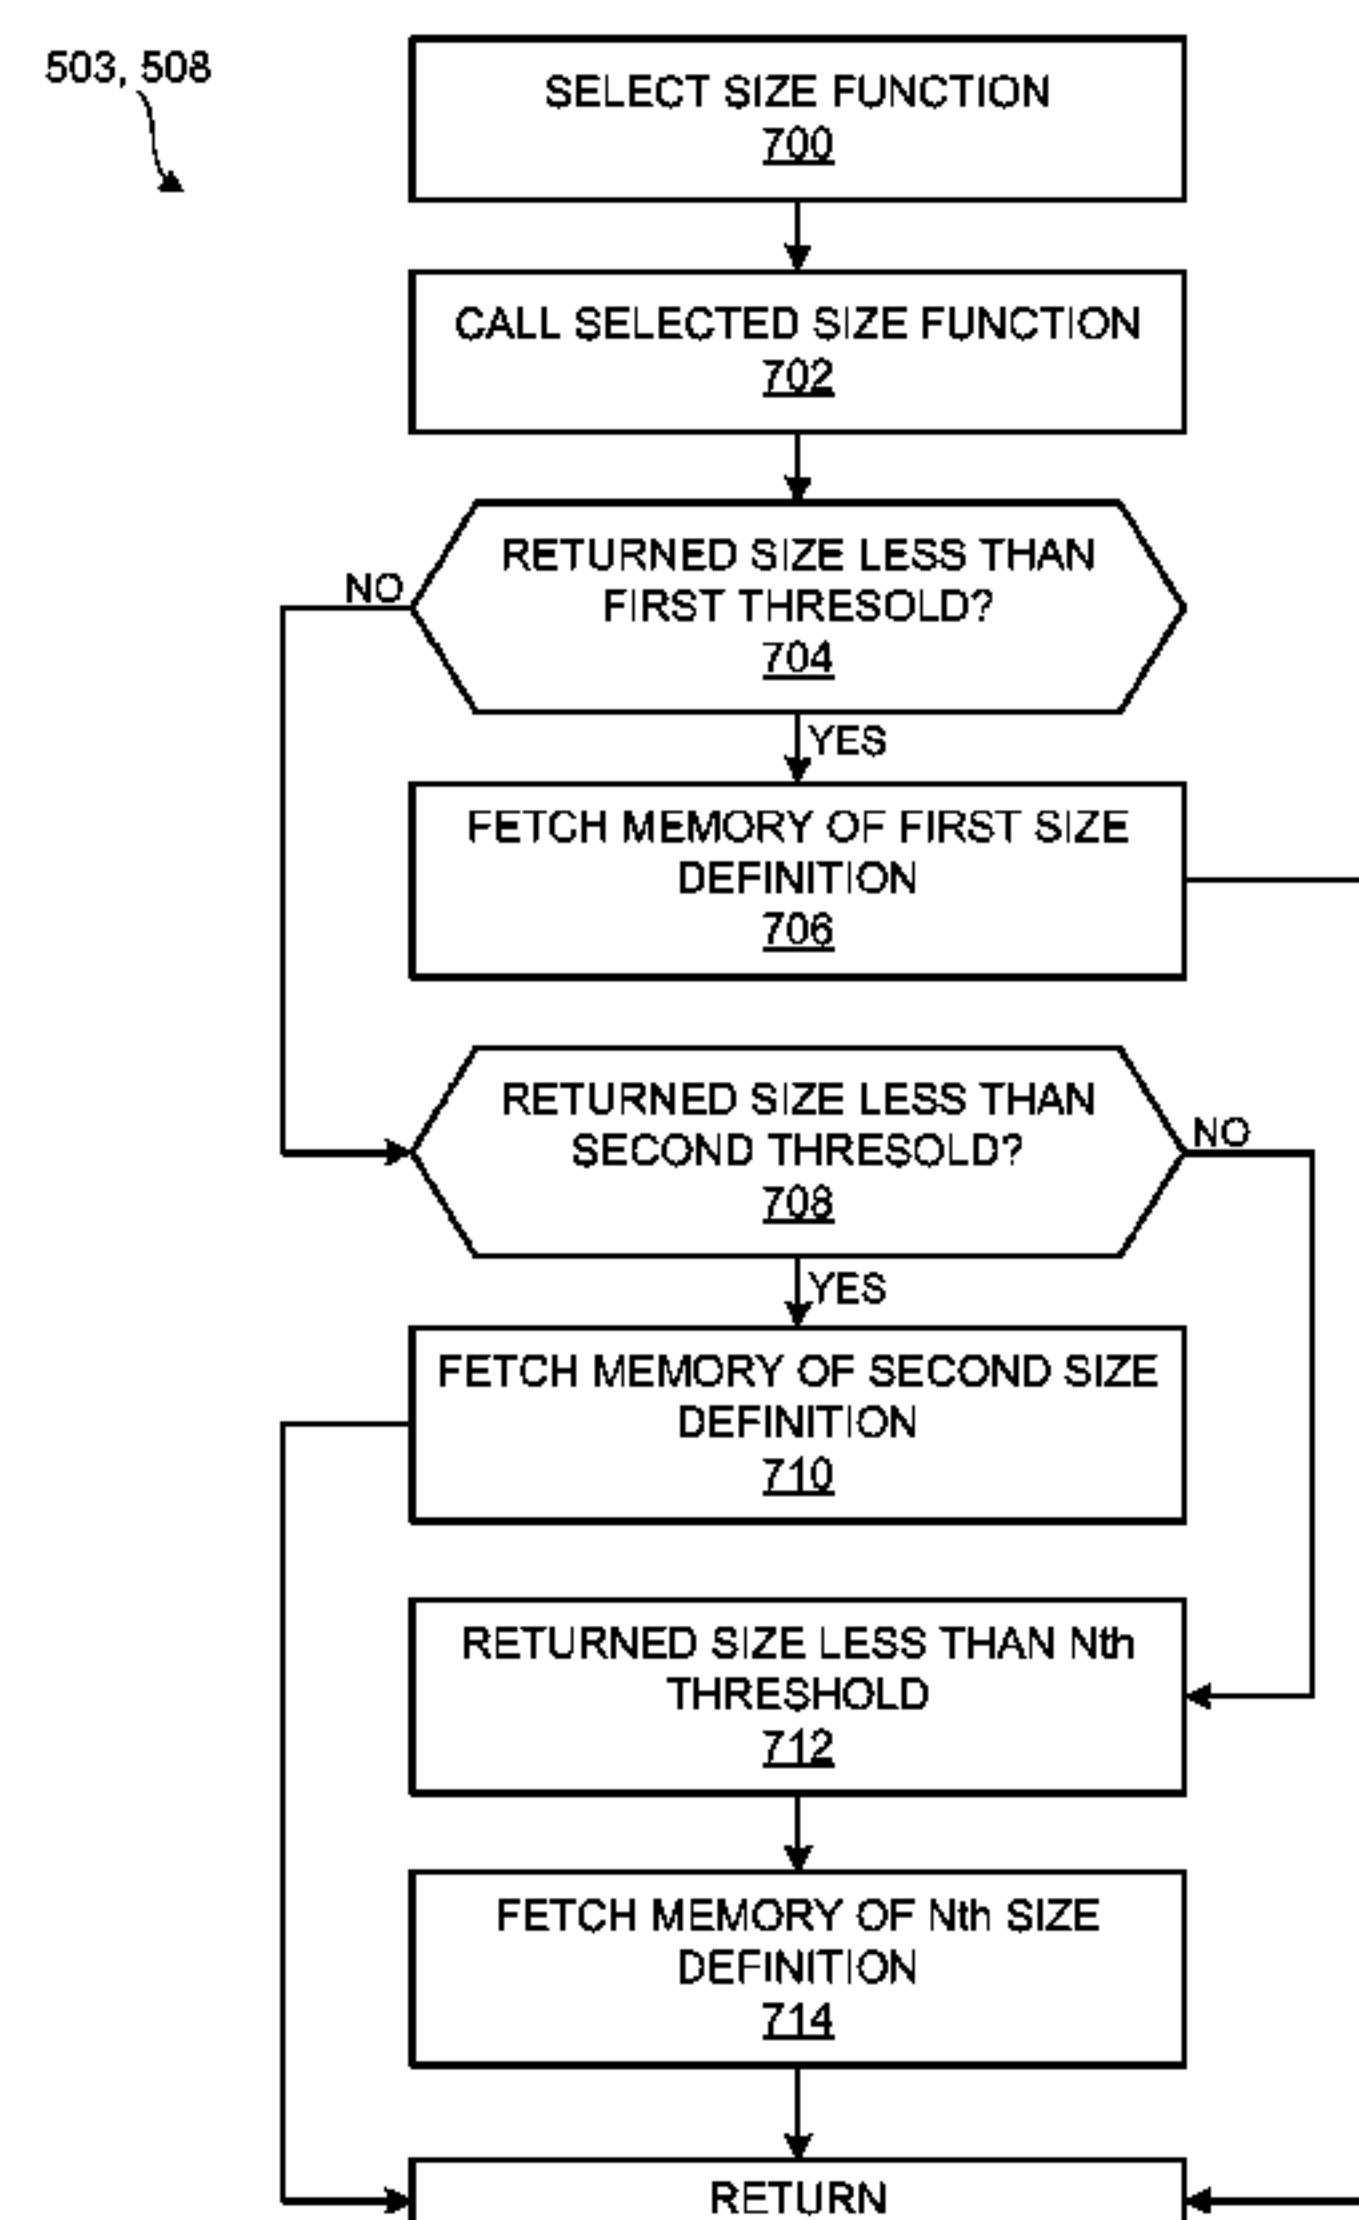 503, 508
SELECT SIZE FUNCTION
700
CALL SELECTED SIZE FUNCTION
702
RETURNED SIZE LESS THAN
FIRST THRESOLD?
704
NO
YES
FETCH MEMORY OF FIRST SIZE
DEFINITION
706
RETURNED SIZE LESS THAN
SECOND THRESOLD?
708
NO
YES
FETCH MEMORY OF SECOND SIZE
DEFINITION
710
RETURNED SIZE LESS THAN Nth
THRESHOLD
712
FETCH MEMORY OF Nth SIZE
DEFINITION
714
RETURN